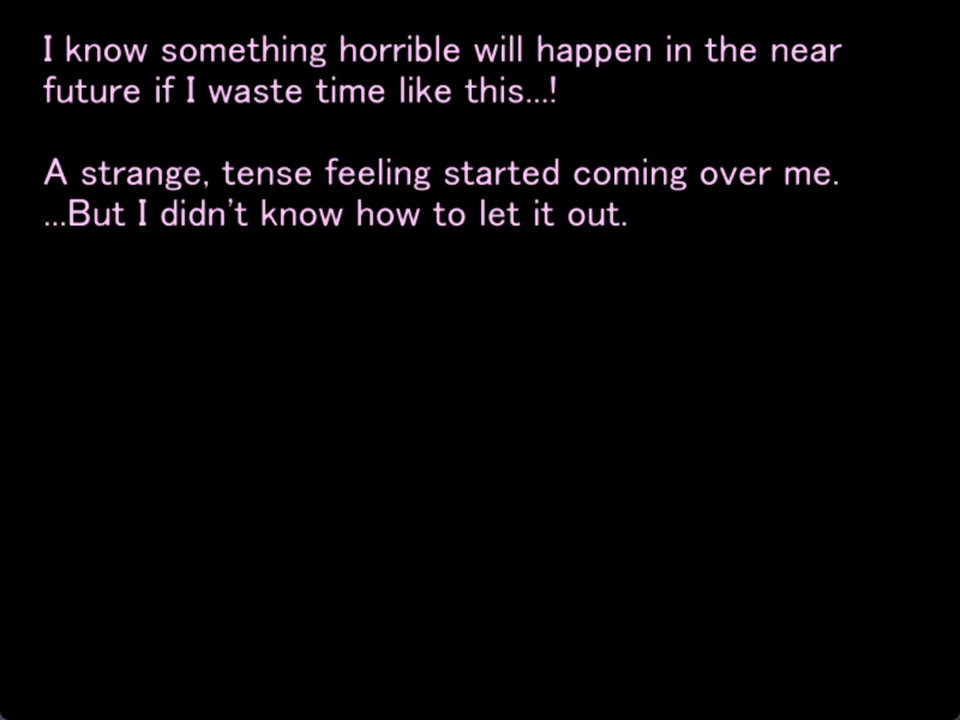 I know something horrible will happen in the near
future if I waste time like this...!
A strange, tense feeling started coming over me.
...But I didn't know how to let it out.